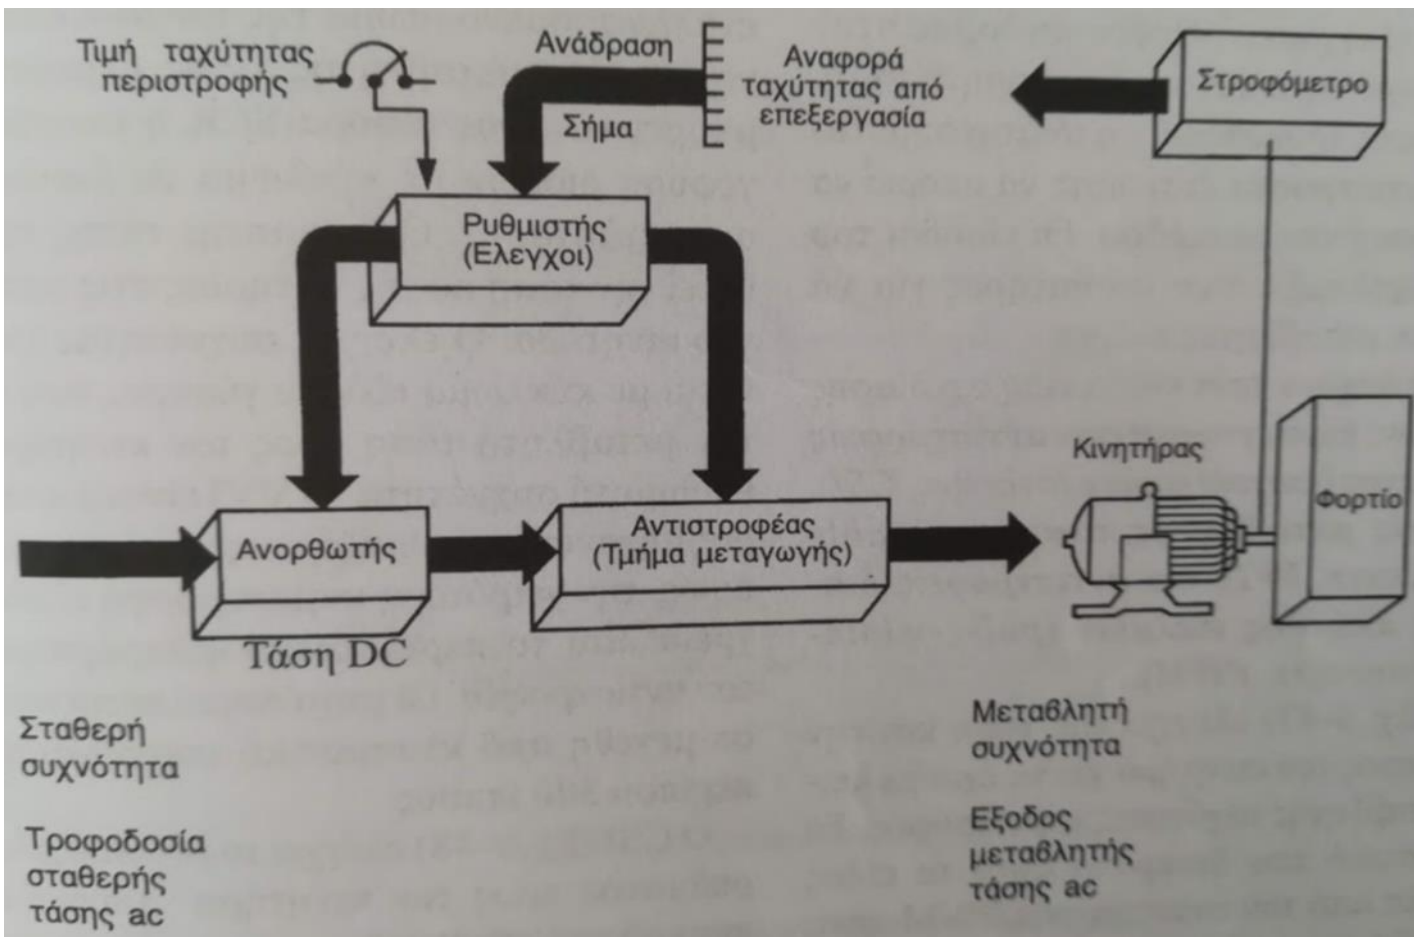 Τιμή ταχύτητας
περιστροφής
Ανάδραση
Σήμα
Αναφορά
ταχύτητας από
επεξεργασία
Στροφόμετρο
Ρυθμιστής
(Ελεγχοι)
Κινητήρας
Φορτίο
Ανορθωτής
Αντιστροφέας
(Τμήμα μεταγωγής)
Τάση DC
Σταθερή
συχνότητα
Μεταβλητή
συχνότητα
Τροφοδοσία
σταθερής
τάσης ac
Εξοδος
μεταβλητής
τάσης ac